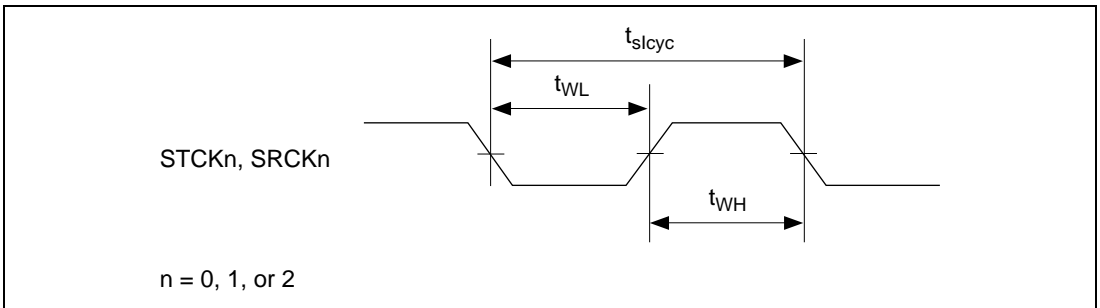 tsIcyc
tWL
STCKn, SRCKn
tWH
n = 0, 1, or 2